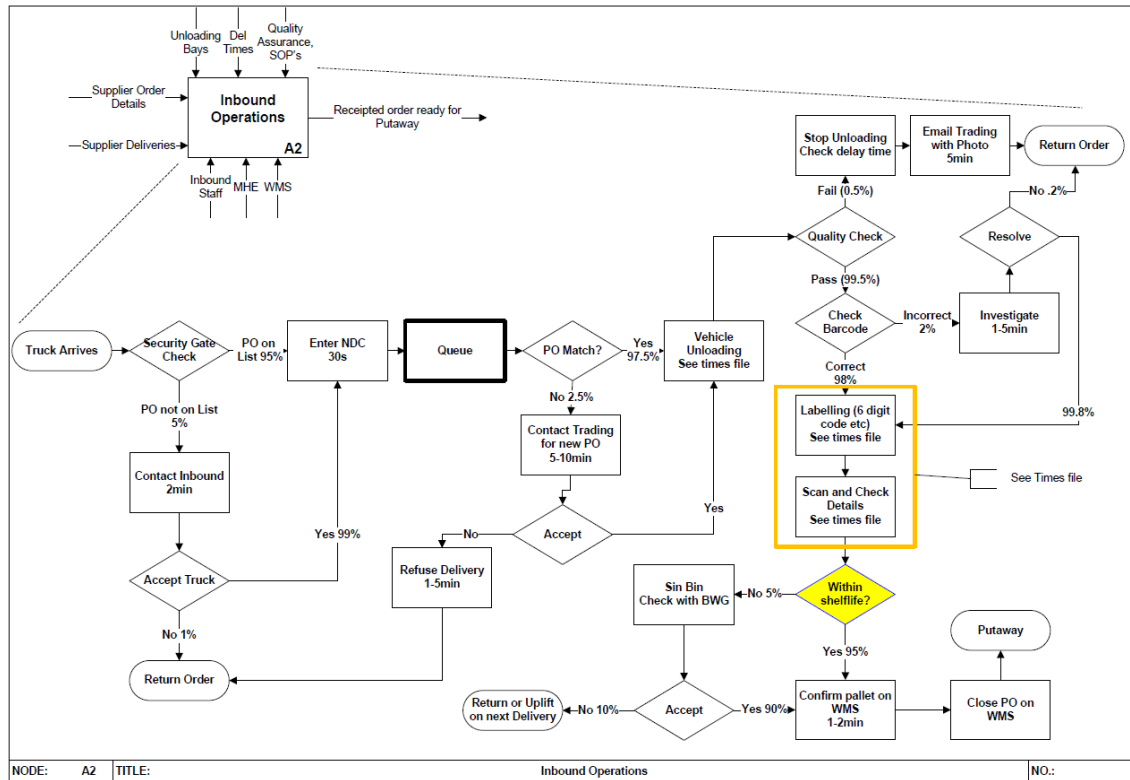 Unloading
Bays
Del
Times
Quality
Assurance,
SOP's
Supplier Order
Details
Inbound
Operations
A2
Receipted order ready for
Putaway
Supplier Deliveries
Inbound
Staff
MHE
WMS
Stop Unloading
Check delay time
Email Trading
with Photo
5min
Return Order
Fail (0.5%)
No .2%
Quality Check
Resolve
Pass (99.5%)
Check
Barcode
Incorrect
2%
Investigate
1-5min
Truck Arrives
Security Gate
Check
PO on
List 95%
Enter NDC
30s
Queue
PO Match?
Yes
97.5%
Vehicle
Unloading
See times file
Correct
98%
PO not on List
5%
No 2.5%
Labelling (6 digit
code etc)
See times file
99.8%
Contact Inbound
2min
Contact Trading
for new PO
5-10min
Scan and Check
Details
See times file
See Times file
Yes 99%
No
Accept
Yes
Accept Truck
Refuse Delivery
1-5min
Sin Bin
Check with BWG
No 5%
Within
shelflife?
No 1%
Yes 95%
Putaway
Return Order
Return or Uplift
on next Delivery
No 10%
Accept
Yes 90%
Confirm pallet on
WMS
1-2min
Close PO on
WMS
NODE: A2 TITLE: Inbound Operations NO.: